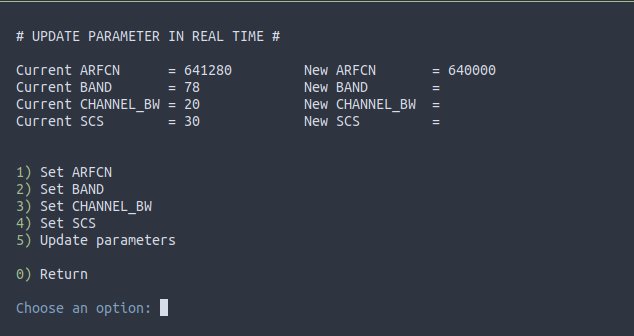 # UPDATE PARAMETER IN REAL TIME #
Current ARFCN      = 641280         New ARFCN       = 640000
Current BAND       = 78             New BAND        =
Current CHANNEL_BW = 20             New CHANNEL_BW  =
Current SCS        = 30             New SCS         =
1) Set ARFCN
2) Set BAND
3) Set CHANNEL_BW
4) Set SCS
5) Update parameters
0) Return
Choose an option: